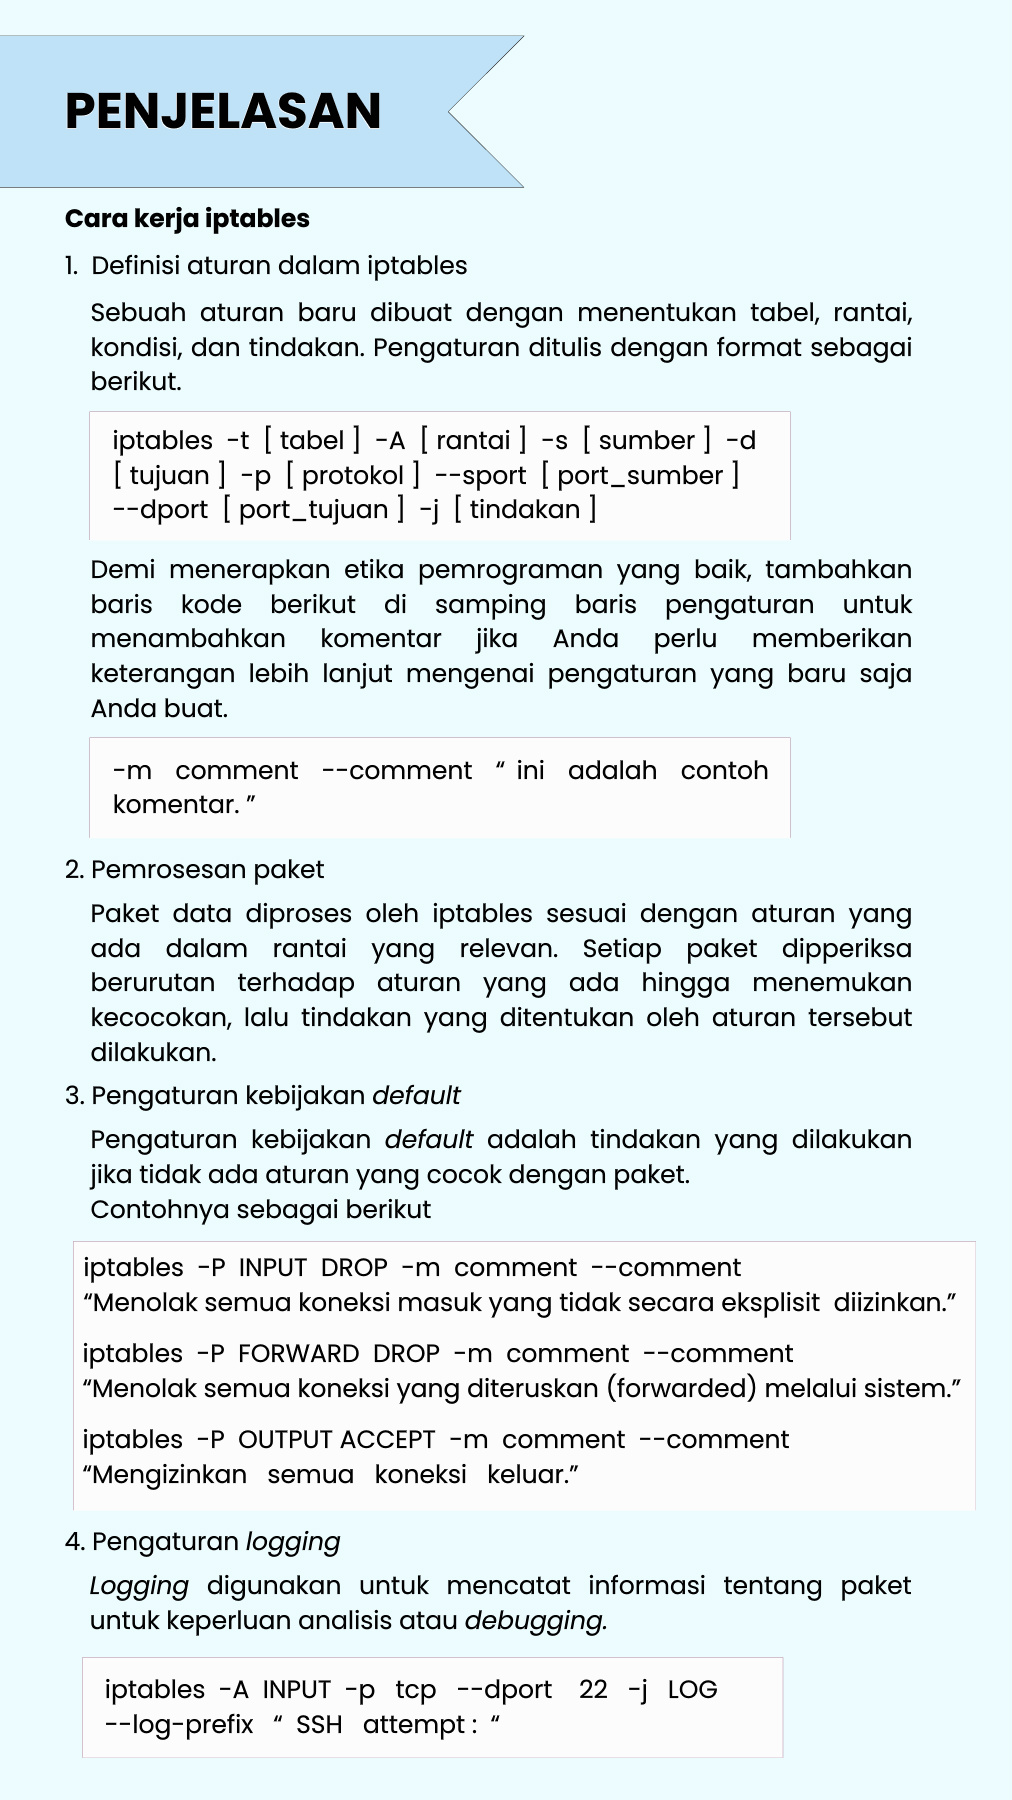 PENJELASAN
Cara kerja iptables
1. Definisi aturan dalam iptables
Sebuah aturan baru dibuat dengan menentukan tabel, rantai,
kondisi, dan tindakan. Pengaturan ditulis dengan format sebagai
berikut.
iptables -t [ tabel ] -A [ rantai ] -s [ sumber ] -d
[ tujuan ] -p [ protokol ] --sport [ port_sumber ]
--dport [ port_tujuan ] -j [ tindakan ]
Demi menerapkan etika pemrograman yang baik, tambahkan
baris kode berikut di samping baris pengaturan untuk
menambahkan komentar jika Anda perlu memberikan
keterangan lebih lanjut mengenai pengaturan yang baru saja
Anda buat.
-m comment --comment “ ini adalah contoh
komentar. ”
2. Pemrosesan paket
Paket data diproses oleh iptables sesuai dengan aturan yang
ada dalam rantai yang relevan. Setiap paket dipperiksa
berurutan terhadap aturan yang ada hingga menemukan
kecocokan, lalu tindakan yang ditentukan oleh aturan tersebut
dilakukan.
3. Pengaturan kebijakan default
Pengaturan kebijakan default adalah tindakan yang dilakukan
jika tidak ada aturan yang cocok dengan paket.
Contohnya sebagai berikut
iptables -P INPUT DROP -m comment --comment
“Menolak semua koneksi masuk yang tidak secara eksplisit diizinkan.”
iptables -P FORWARD DROP -m comment --comment
“Menolak semua koneksi yang diteruskan (forwarded) melalui sistem.”
iptables -P OUTPUT ACCEPT -m comment --comment
“Mengizinkan semua koneksi keluar.”
4. Pengaturan logging
Logging digunakan untuk mencatat informasi tentang paket
untuk keperluan analisis atau debugging.
iptables -A INPUT -p tcp --dport 22 -j LOG
--log-prefix “ SSH attempt : “